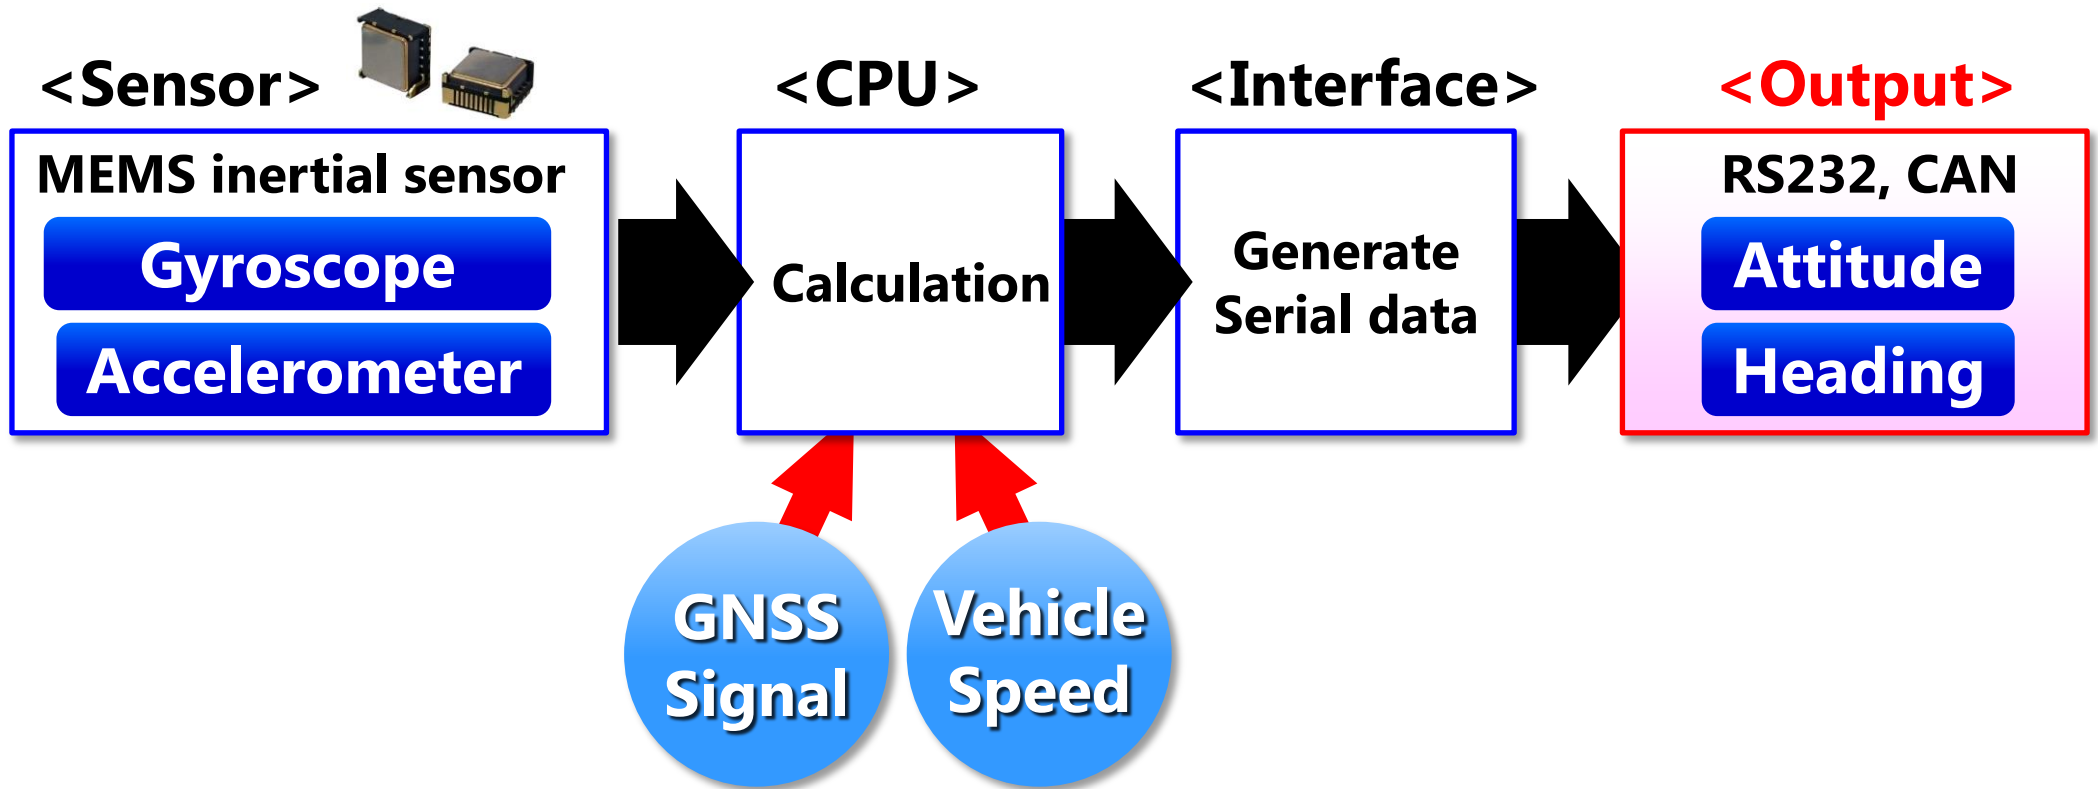 <Sensor>
MEMS inertial sensor
Gyroscope
Accelerometer
<CPU>
Calculation
<Interface>
Generate
Serial data
<Output>
RS232, CAN
Attitude
Heading
GNSS
Signal
Vehicle
Speed